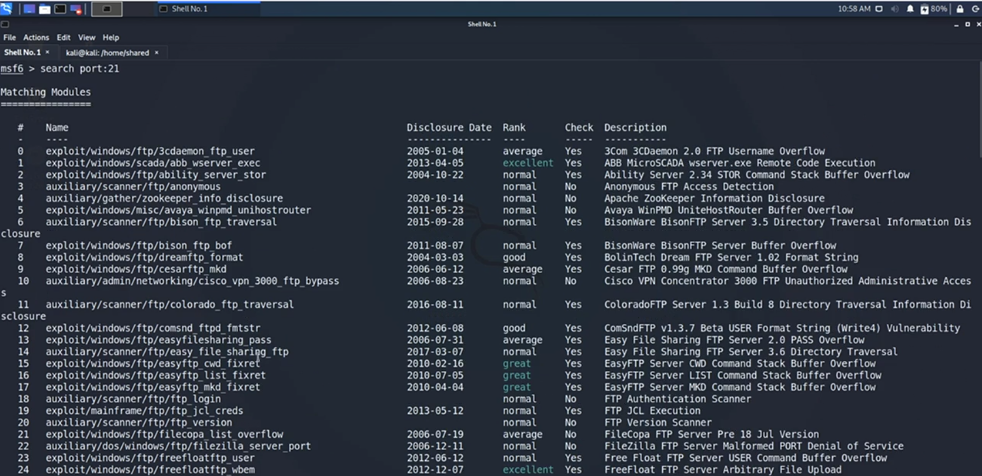 Shell No. 1
10:58 AM
80%
Shell No.1
File Actions Edit View Help
Shell No. 1 × kali@kali: /home/shared ×
msf6 > search port:21
Matching Modules
================
# Name Disclosure Date Rank Check Description
- ---- --------------- ---- ----- -----------
0 exploit/windows/ftp/3cdaemon_ftp_user 2005-01-04 average Yes 3Com 3CDaemon 2.0 FTP Username Overflow
1 exploit/windows/scada/abb_wserver_exec 2013-04-05 excellent Yes ABB MicroSCADA wserver.exe Remote Code Execution
2 exploit/windows/ftp/ability_server_stor 2004-10-22 normal Yes Ability Server 2.34 STOR Command Stack Buffer Overflow
3 auxiliary/scanner/ftp/anonymous normal No Anonymous FTP Access Detection
4 auxiliary/gather/zookeeper_info_disclosure 2020-10-14 normal No Apache ZooKeeper Information Disclosure
5 exploit/windows/misc/avaya_winpmd_unihostrouter 2011-05-23 normal No Avaya WinPMD UniteHostRouter Buffer Overflow
6 auxiliary/scanner/ftp/bison_ftp_traversal 2015-09-28 normal Yes BisonWare BisonFTP Server 3.5 Directory Traversal Information Dis
closure
7 exploit/windows/ftp/bison_ftp_bof 2011-08-07 normal Yes BisonWare BisonFTP Server Buffer Overflow
8 exploit/windows/ftp/dreamftp_format 2004-03-03 good Yes BolinTech Dream FTP Server 1.02 Format String
9 exploit/windows/ftp/cesarftp_mkd 2006-06-12 average Yes Cesar FTP 0.99g MKD Command Buffer Overflow
10 auxiliary/admin/networking/cisco_vpn_3000_ftp_bypass 2006-08-23 normal No Cisco VPN Concentrator 3000 FTP Unauthorized Administrative Acces
s
11 auxiliary/scanner/ftp/colorado_ftp_traversal 2016-08-11 normal Yes ColoradoFTP Server 1.3 Build 8 Directory Traversal Information Di
sclosure
12 exploit/windows/ftp/comsnd_ftpd_fmtstr 2012-06-08 good Yes ComSndFTP v1.3.7 Beta USER Format String (Write4) Vulnerability
13 exploit/windows/ftp/easyfilesharing_pass 2006-07-31 average Yes Easy File Sharing FTP Server 2.0 PASS Overflow
14 auxiliary/scanner/ftp/easy_file_sharing_ftp 2017-03-07 normal Yes Easy File Sharing FTP Server 3.6 Directory Traversal
15 exploit/windows/ftp/easyftp_cwd_fixret 2010-02-16 great Yes EasyFTP Server CWD Command Stack Buffer Overflow
16 exploit/windows/ftp/easyftp_list_fixret 2010-07-05 great Yes EasyFTP Server LIST Command Stack Buffer Overflow
17 exploit/windows/ftp/easyftp_mkd_fixret 2010-04-04 great Yes EasyFTP Server MKD Command Stack Buffer Overflow
18 auxiliary/scanner/ftp/ftp_login normal No FTP Authentication Scanner
19 exploit/mainframe/ftp/ftp_jcl_creds 2013-05-12 normal Yes FTP JCL Execution
20 auxiliary/scanner/ftp/ftp_version normal No FTP Version Scanner
21 exploit/windows/ftp/filecopa_list_overflow 2006-07-19 average No FileCopa FTP Server Pre 18 Jul Version
22 auxiliary/dos/windows/ftp/filezilla_server_port 2006-12-11 normal No FileZilla FTP Server Malformed PORT Denial of Service
23 exploit/windows/ftp/freefloatftp_user 2012-06-12 normal Yes Free Float FTP Server USER Command Buffer Overflow
24 exploit/windows/ftp/freefloatftp_wbem 2012-12-07 excellent Yes FreeFloat FTP Server Arbitrary File Upload